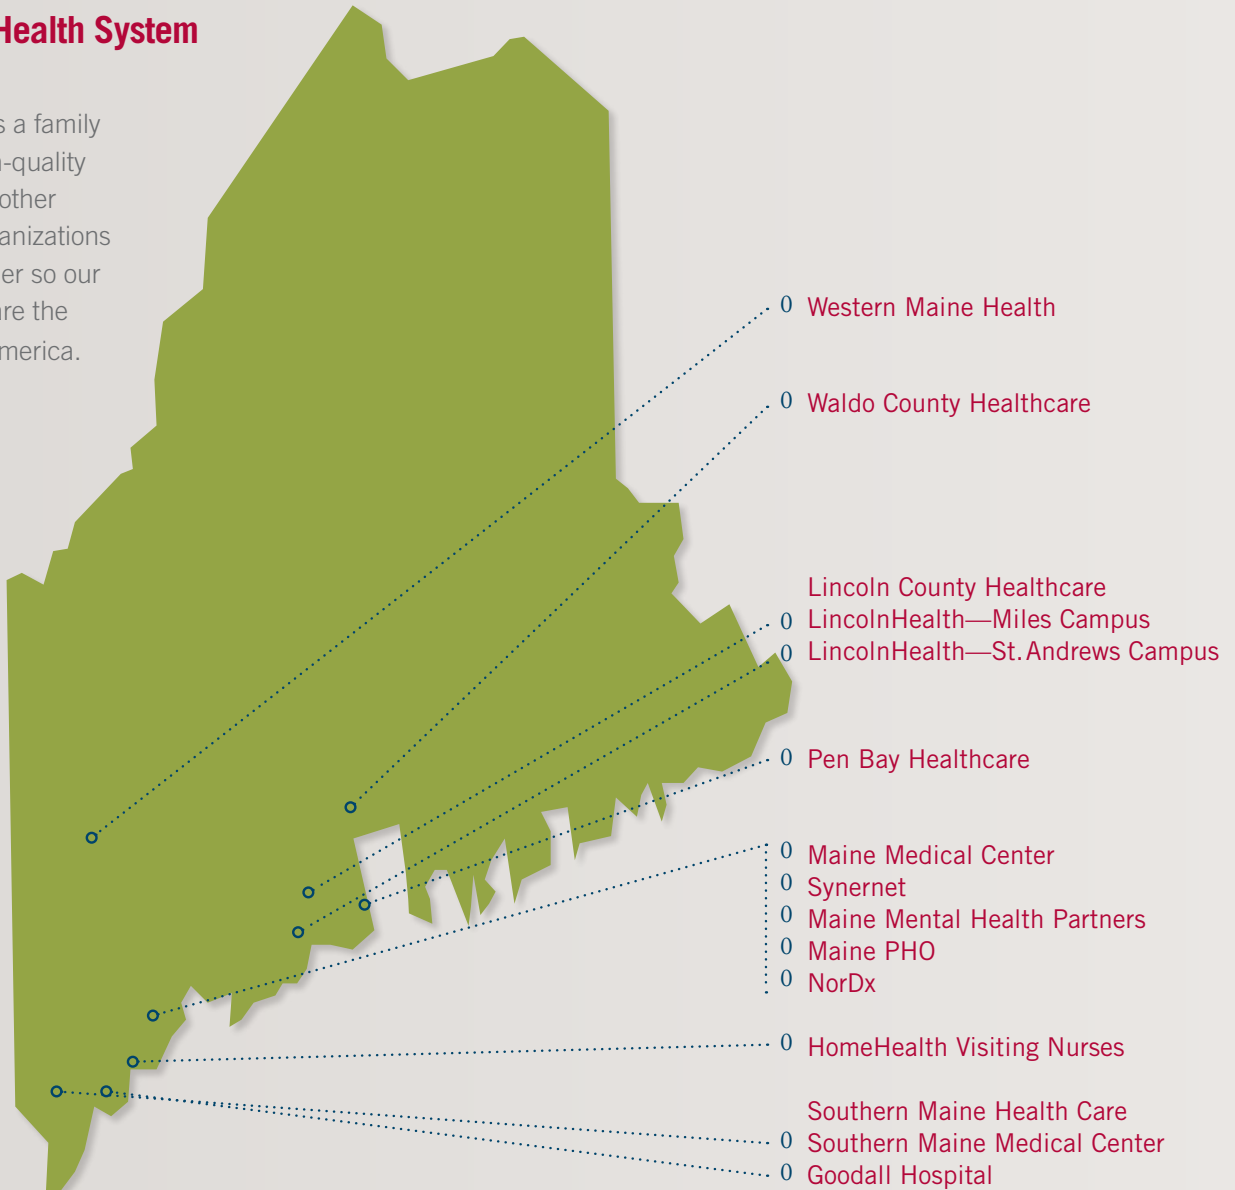 Health System
s a family
-quality
other
anizations
er so our
are the
merica.
0 Western Maine Health
0 Waldo County Healthcare
Lincoln County Healthcare
0 LincolnHealth—Miles Campus
0 LincolnHealth—St. Andrews Campus
0 Pen Bay Healthcare
0 Maine Medical Center
0 Synernet
0 Maine Mental Health Partners
0 Maine PHO
0 NorDx
0 HomeHealth Visiting Nurses
Southern Maine Health Care
0 Southern Maine Medical Center
0 Goodall Hospital